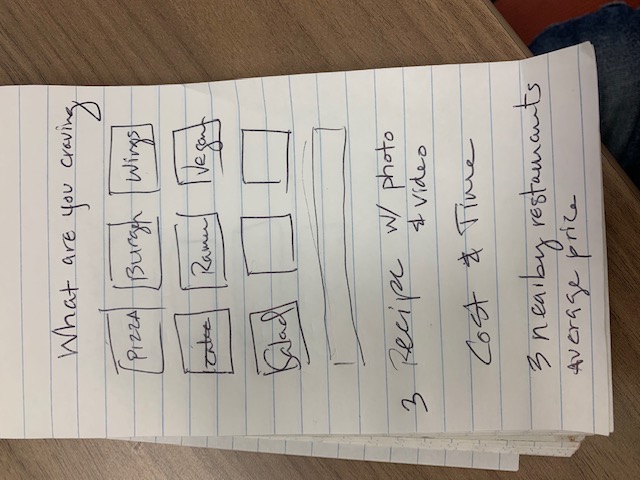 What are you craving
PIZZA Burger Wings
Ramen Vegan
Salad
3 Recipe w/ photo
& video
Cost & Time
3 nearby restaurants
Average price